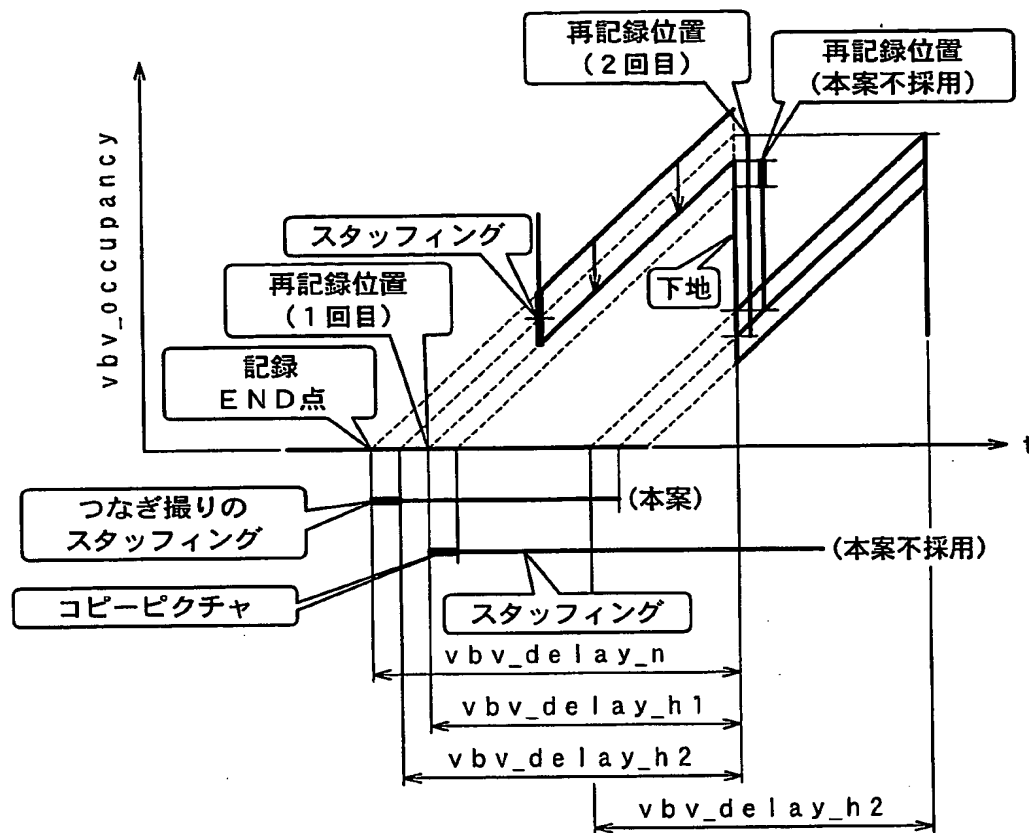 再記録位置
(2回目)
再記録位置
(本案不採用)
vbv_occupancy
スタッフィング
再記録位置
(1回目)
下地
記録
END点
t
つなぎ撮りの
スタッフィング
(本案)
(本案不採用)
コピーピクチャ
スタッフィング
vbv_delay_n
vbv_delay_h1
vbv_delay_h2
vbv_delay_h2